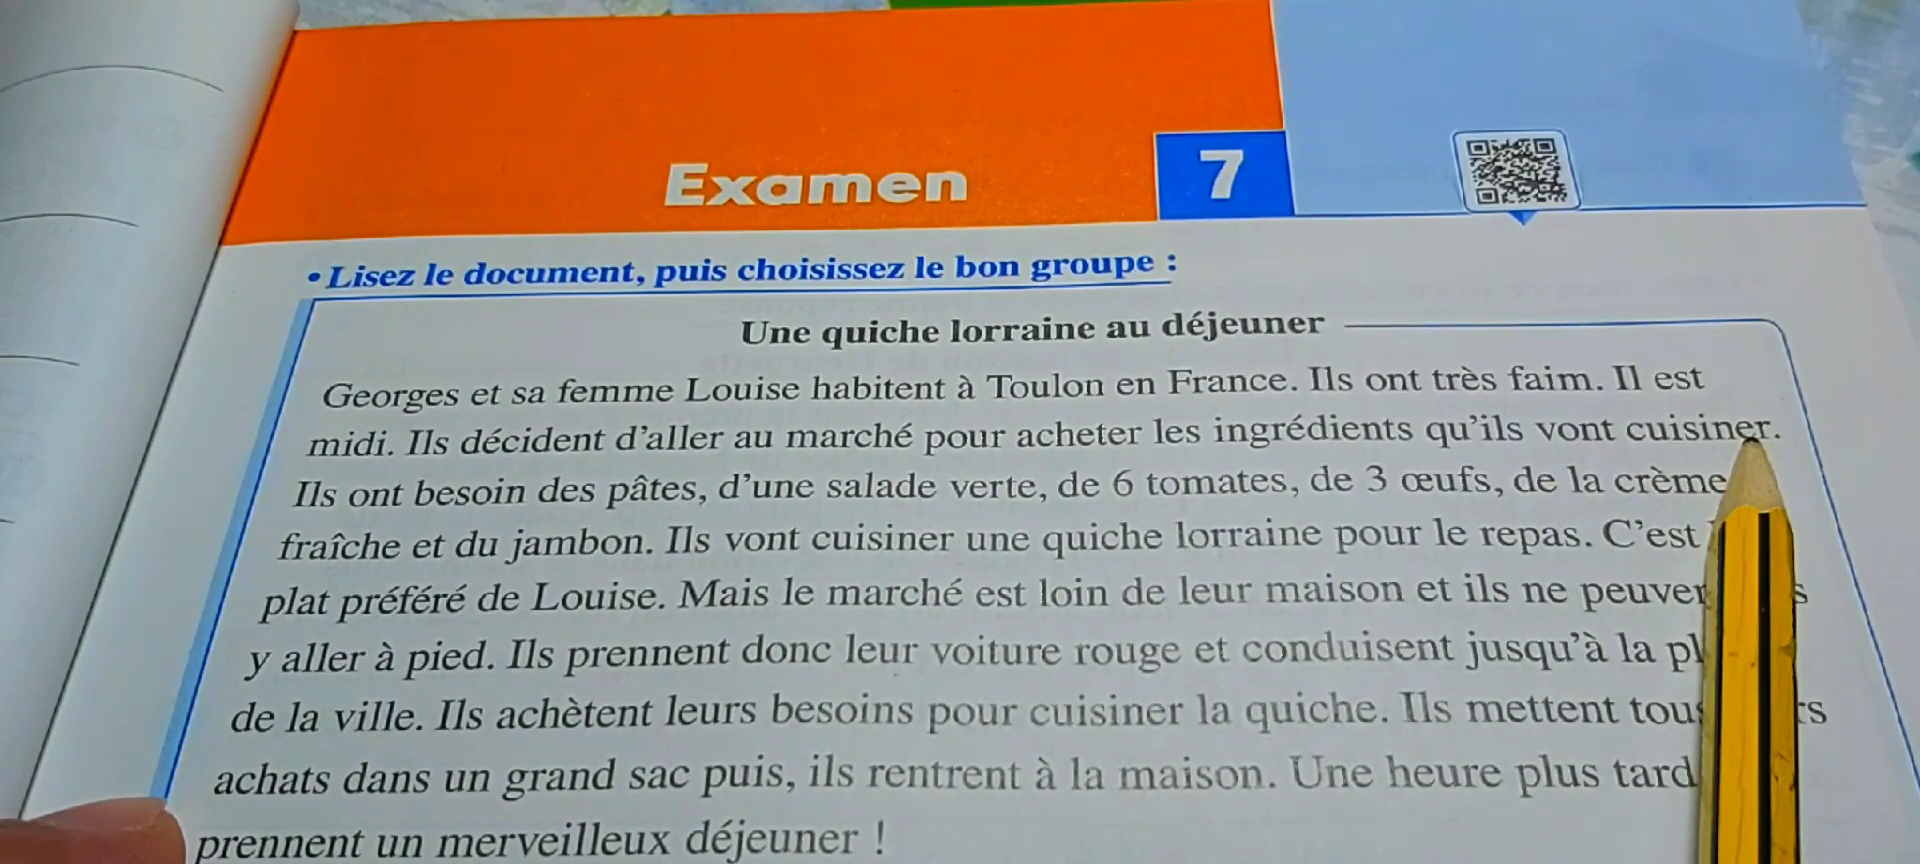 Examen
7
• Lisez le document, puis choisissez le bon groupe :
Une quiche lorraine au déjeuner
Georges et sa femme Louise habitent à Toulon en France. Ils ont très faim. Il est
midi. Ils décident d'aller au marché pour acheter les ingrédients qu'ils vont cuisiner.
Ils ont besoin des pâtes, d'une salade verte, de 6 tomates, de 3 œufs, de la crème
fraîche et du jambon. Ils vont cuisiner une quiche lorraine pour le repas. C'est
plat préféré de Louise. Mais le marché est loin de leur maison et ils ne
y aller à pied. Ils prennent donc leur voiture rouge et conduisent jusqu'à la
de la ville. Ils achètent leurs besoins pour cuisiner la quiche. Ils mettent tous
achats dans un grand sac puis, ils rentrent à la maison. Une heure plus tard
prennent un merveilleux déjeuner !